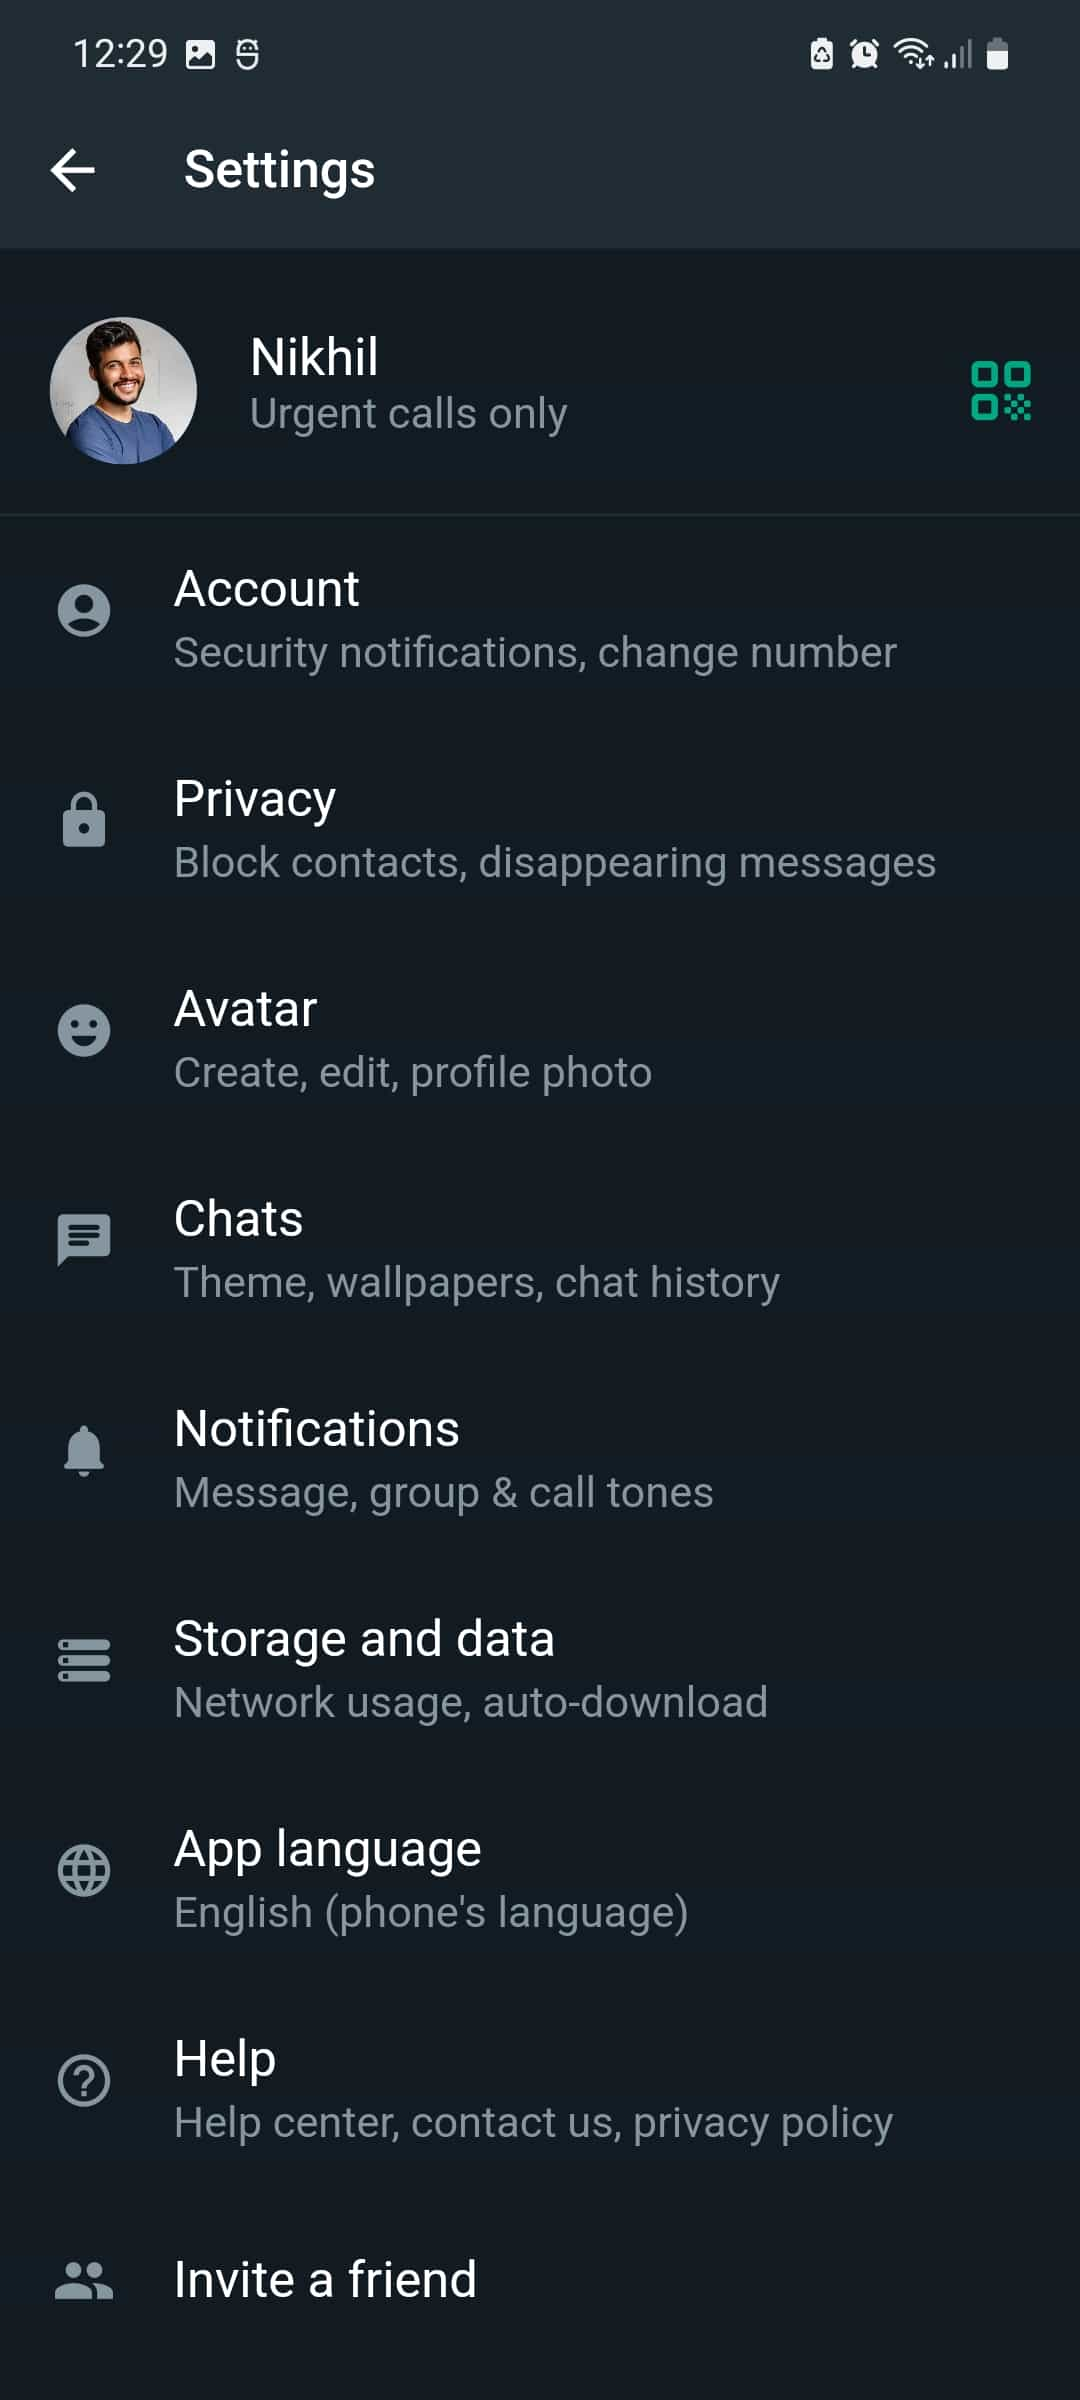 12:29
Settings
Nikhil
Urgent calls only
Account
Security notifications, change number
Privacy
Block contacts, disappearing messages
Avatar
Create, edit, profile photo
Chats
Theme, wallpapers, chat history
Notifications
Message, group & call tones
Storage and data
Network usage, auto-download
App language
English (phone's language)
Help
Help center, contact us, privacy policy
Invite a friend